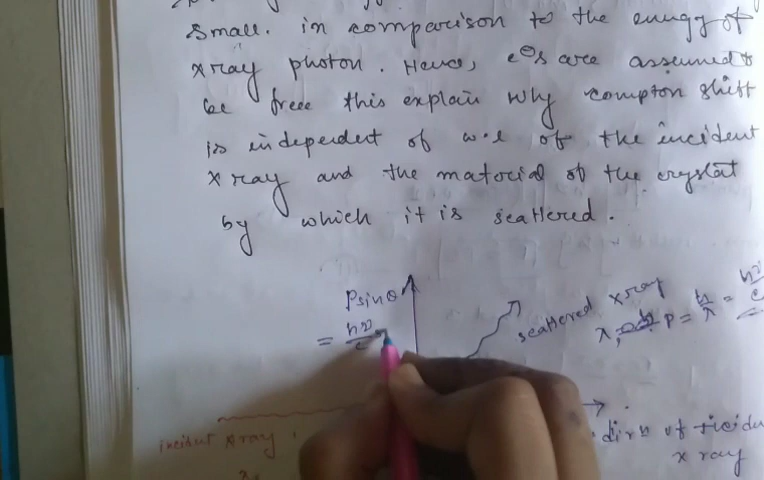 small. in comparison to the energy of
x ray photon. Hence, e⊖s are assumed to
be free this explain why compton shift
is independent of w.l of the incident
x ray and the material of the crystal
by which it is scattered.
Psinθ
= hν/c
scattered x ray
λ, P = h/λ = hν/c
incident x ray
dirn of incide
x ray